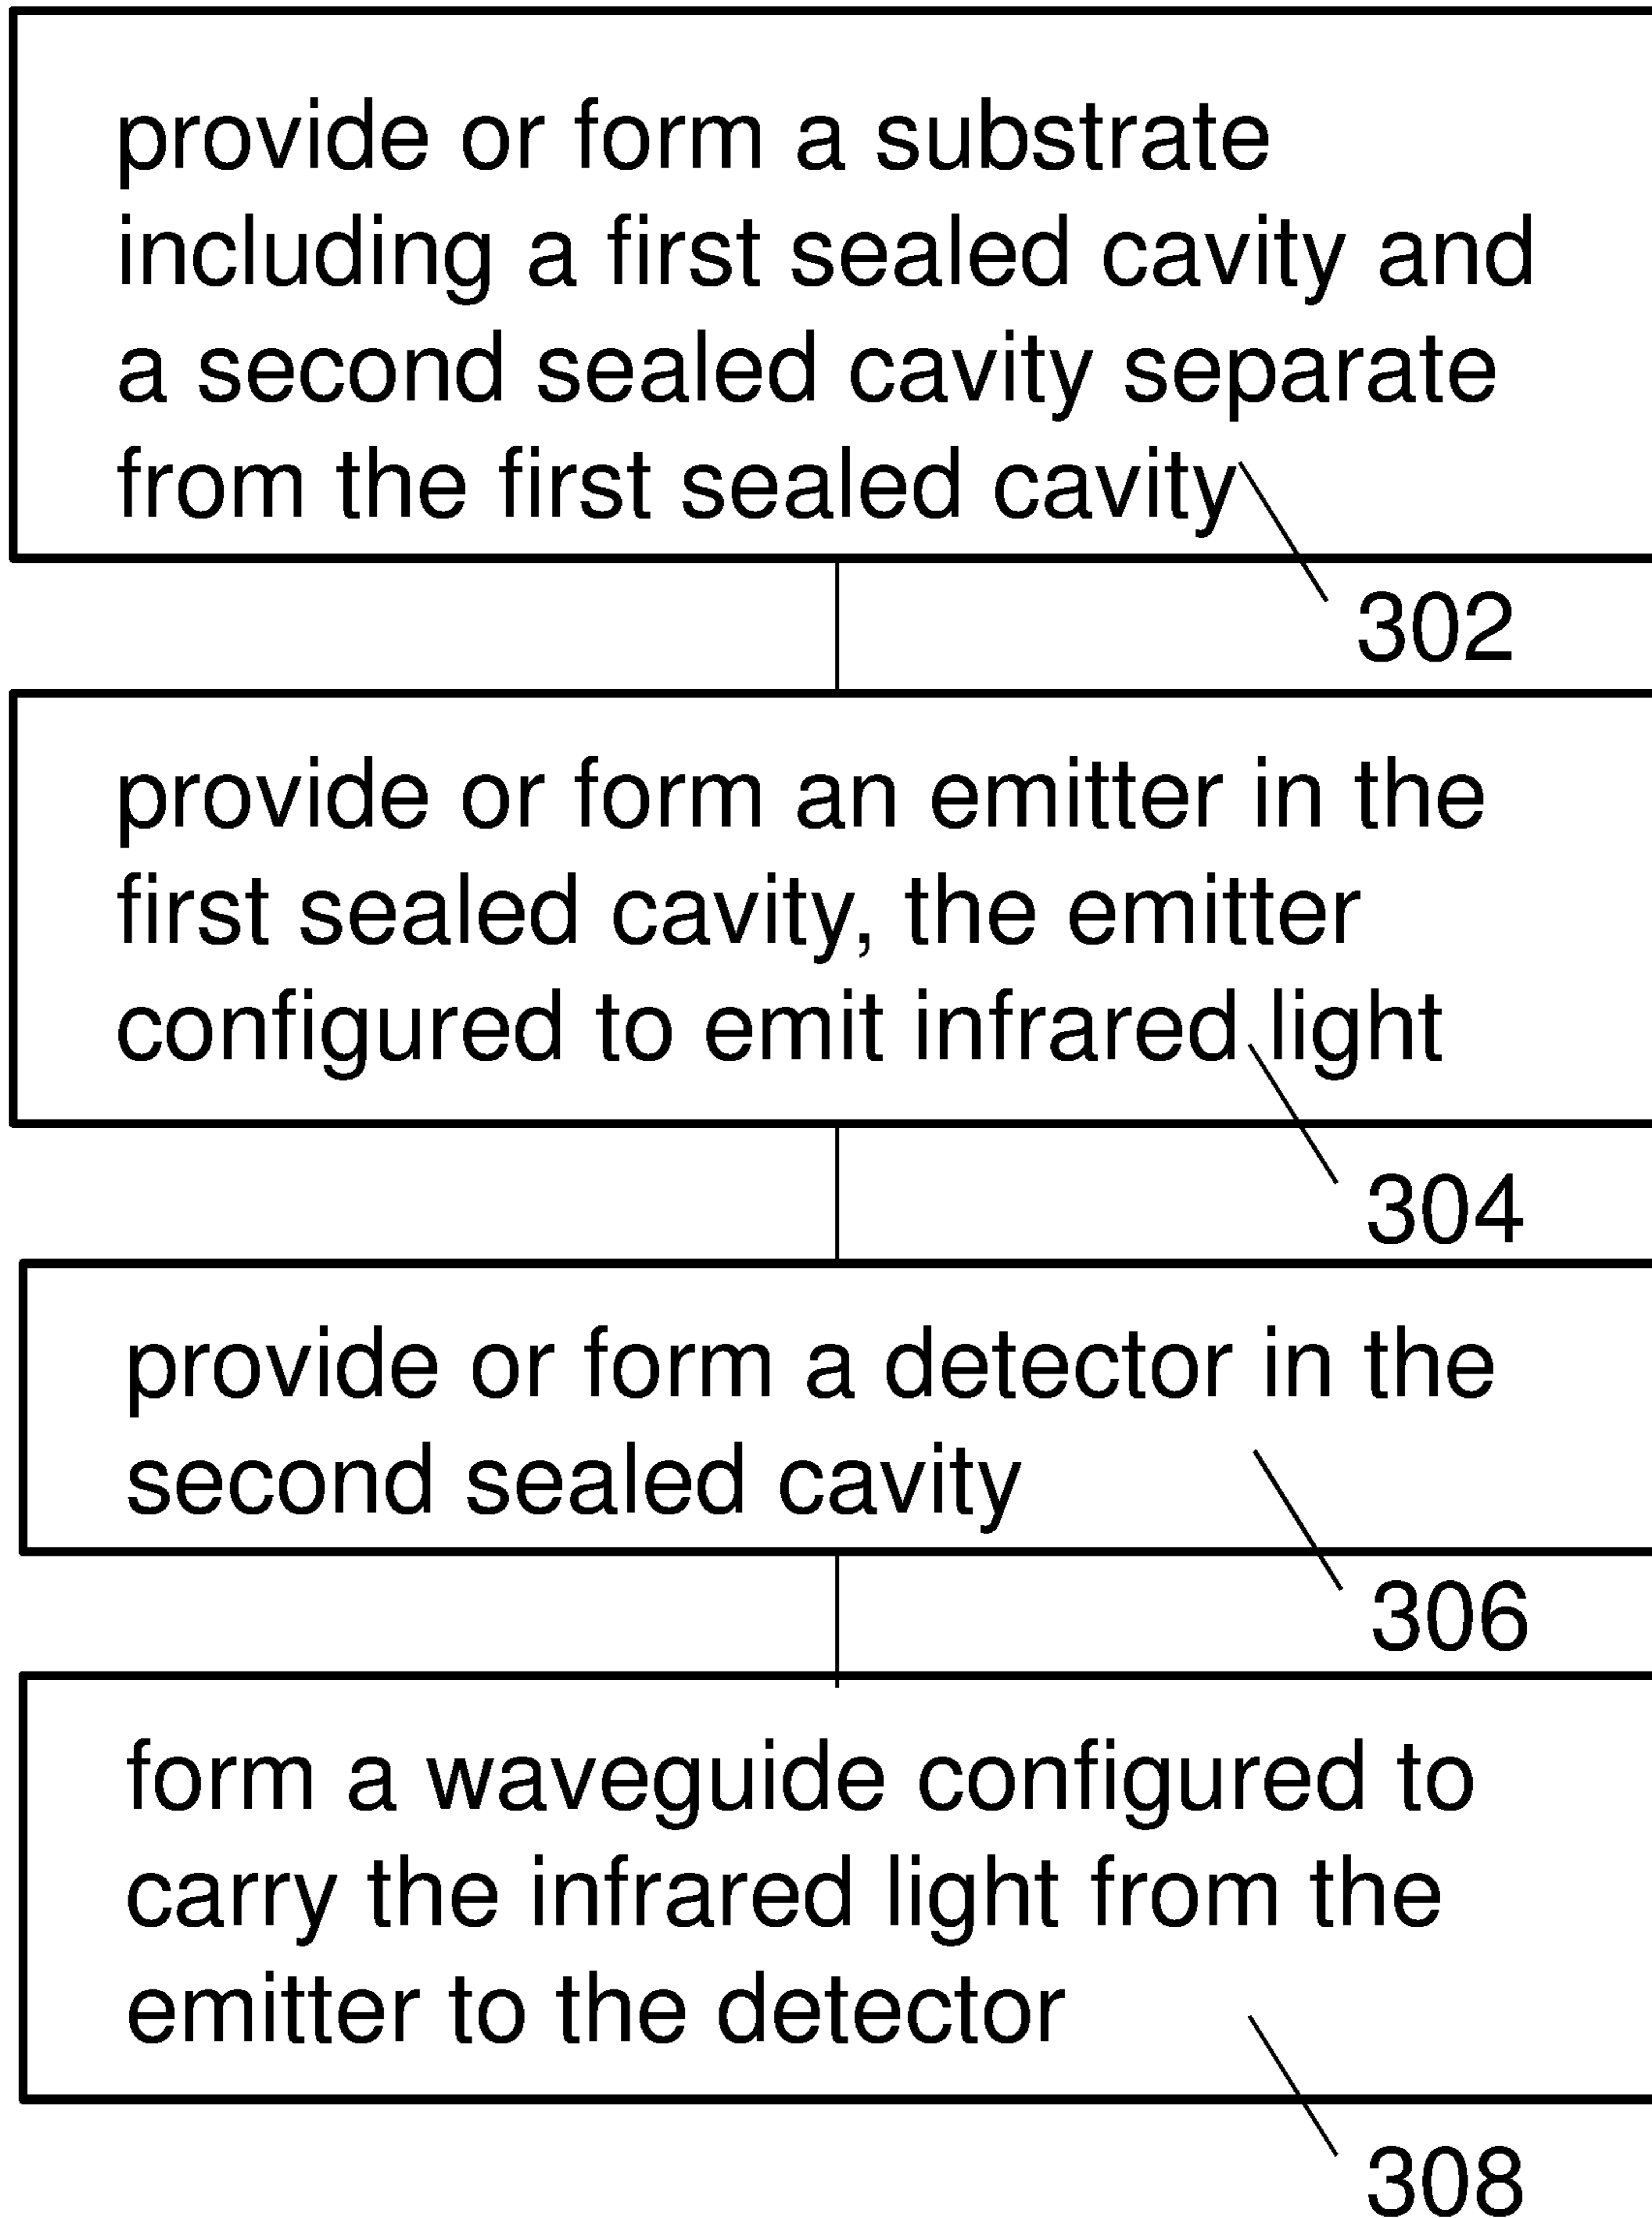 provide or form a substrate
including a first sealed cavity and
a second sealed cavity separate
from the first sealed cavity
302
provide or form an emitter in the
first sealed cavity, the emitter
configured to emit infrared light
304
provide or form a detector in the
second sealed cavity
306
form a waveguide configured to
carry the infrared light from the
emitter to the detector
308